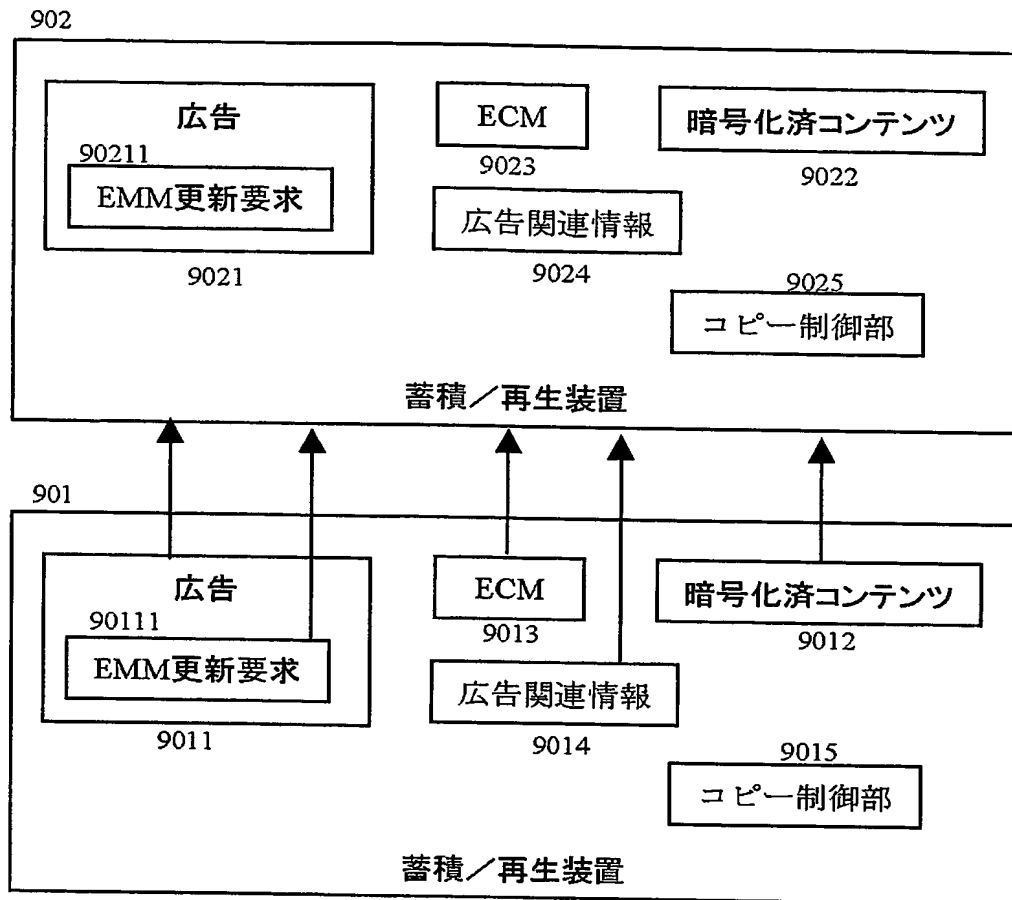 902
広告
90211
EMM更新要求
9021
ECM
9023
広告関連情報
9024
暗号化済コンテンツ
9022
9025
コピー制御部
蓄積／再生装置
901
広告
90111
EMM更新要求
9011
ECM
9013
広告関連情報
9014
暗号化済コンテンツ
9012
9015
コピー制御部
蓄積／再生装置